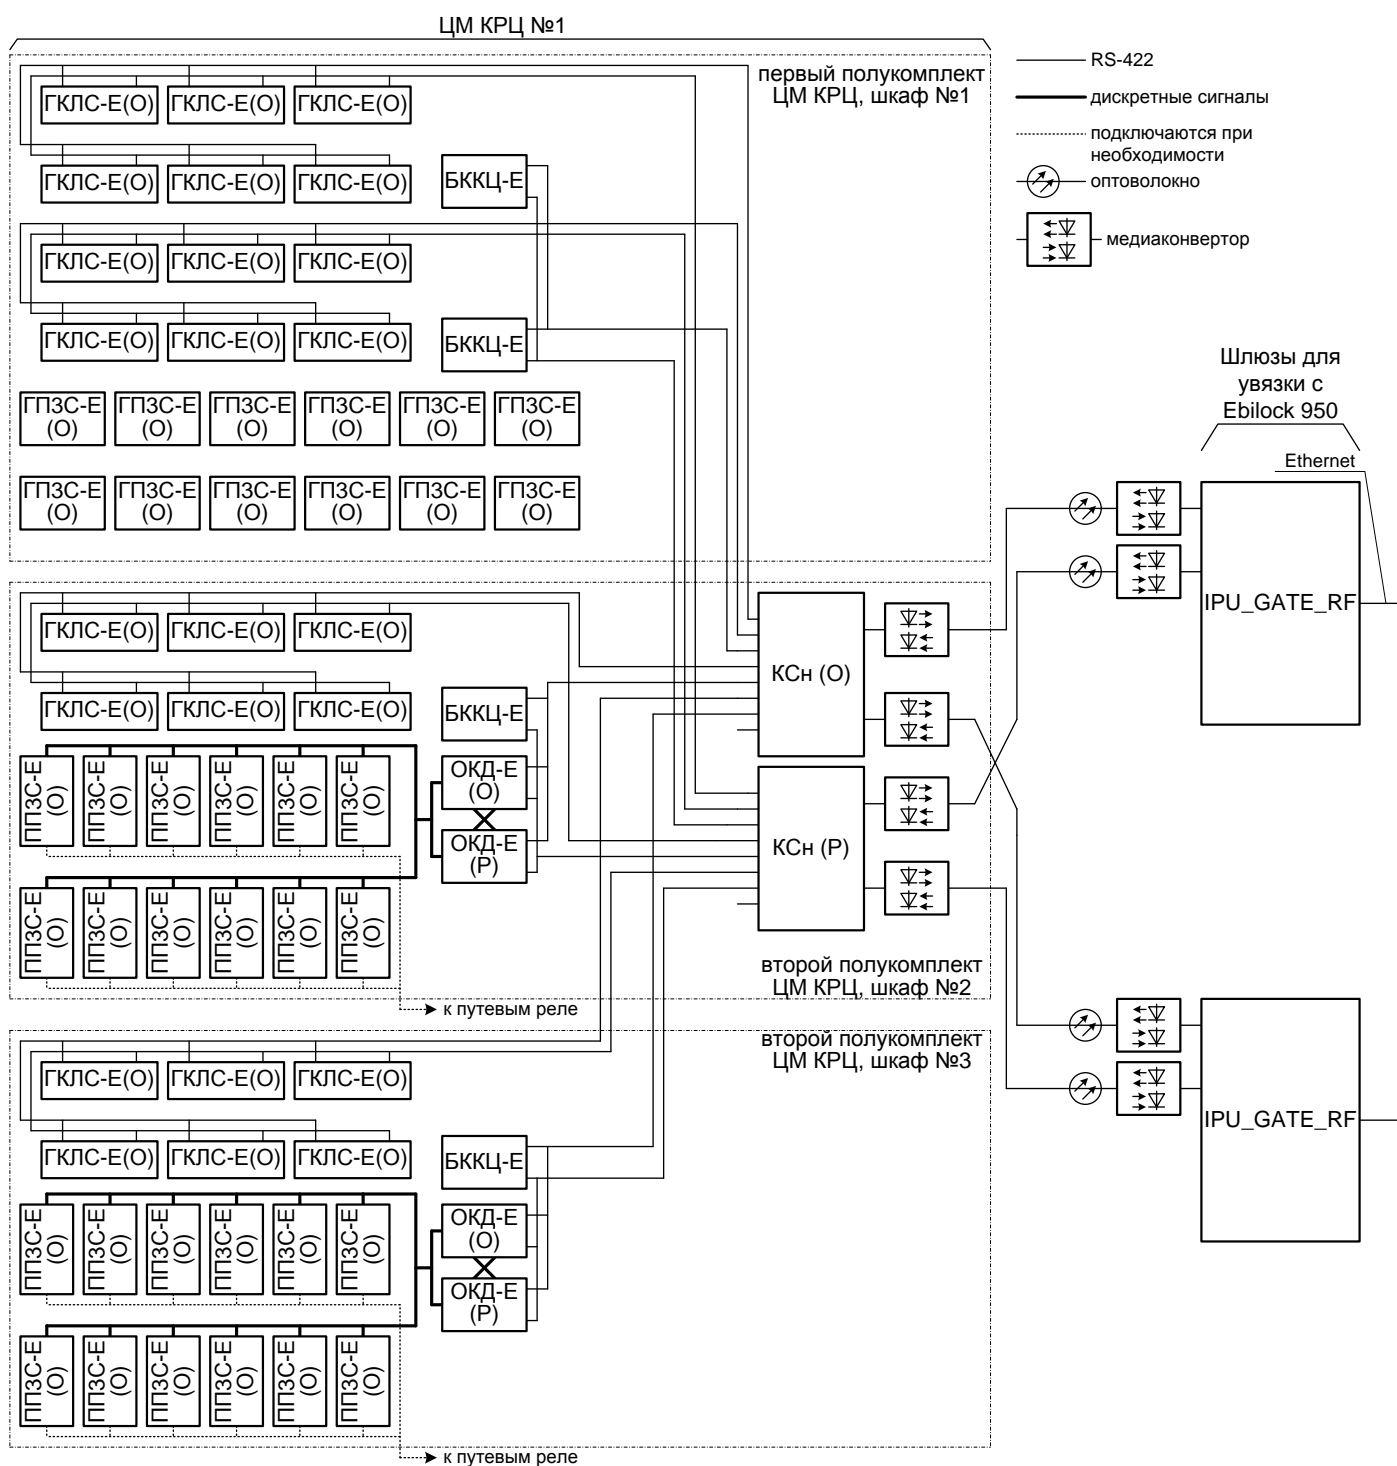 ЦМ КРЦ №1
первый полукомплект
ЦМ КРЦ, шкаф №1
ГКЛС-Е(О) ГКЛС-Е(О) ГКЛС-Е(О)
ГКЛС-Е(О) ГКЛС-Е(О) ГКЛС-Е(О)
БККЦ-Е
ГКЛС-Е(О) ГКЛС-Е(О) ГКЛС-Е(О)
ГКЛС-Е(О) ГКЛС-Е(О) ГКЛС-Е(О)
БККЦ-Е
ГПЗС-Е ГПЗС-Е ГПЗС-Е ГПЗС-Е ГПЗС-Е ГПЗС-Е
(О) (О) (О) (О) (О) (О)
ГПЗС-Е ГПЗС-Е ГПЗС-Е ГПЗС-Е ГПЗС-Е ГПЗС-Е
(О) (О) (О) (О) (О) (О)
RS-422
дискретные сигналы
подключаются при
необходимости
оптоволокно
медиаконвертор
Шлюзы для
увязки с
Ebilock 950
Ethernet
IPU_GATE_RF
ГКЛС-Е(О) ГКЛС-Е(О) ГКЛС-Е(О)
ГКЛС-Е(О) ГКЛС-Е(О) ГКЛС-Е(О)
БККЦ-Е
КСн (О)
КСн (Р)
ППЗС-Е ППЗС-Е ППЗС-Е ППЗС-Е ППЗС-Е ППЗС-Е
(О) (О) (О) (О) (О) (О)
ОКД-Е
(О)
ОКД-Е
(Р)
ППЗС-Е ППЗС-Е ППЗС-Е ППЗС-Е ППЗС-Е ППЗС-Е
(О) (О) (О) (О) (О) (О)
второй полукомплект
ЦМ КРЦ, шкаф №2
к путевым реле
второй полукомплект
ЦМ КРЦ, шкаф №3
ГКЛС-Е(О) ГКЛС-Е(О) ГКЛС-Е(О)
ГКЛС-Е(О) ГКЛС-Е(О) ГКЛС-Е(О)
БККЦ-Е
IPU_GATE_RF
ППЗС-Е ППЗС-Е ППЗС-Е ППЗС-Е ППЗС-Е ППЗС-Е
(О) (О) (О) (О) (О) (О)
ОКД-Е
(О)
ОКД-Е
(Р)
ППЗС-Е ППЗС-Е ППЗС-Е ППЗС-Е ППЗС-Е ППЗС-Е
(О) (О) (О) (О) (О) (О)
к путевым реле